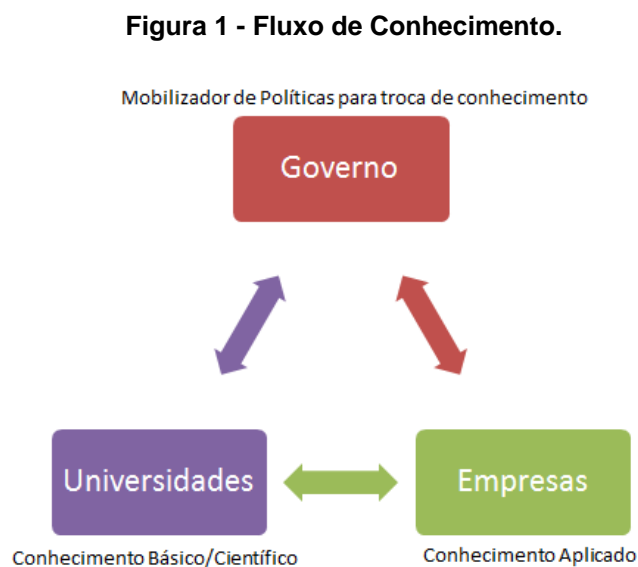 Figura 1 - Fluxo de Conhecimento.
Mobilizador de Políticas para troca de conhecimento
Governo
Universidades
Empresas
Conhecimento Básico/Científico
Conhecimento Aplicado